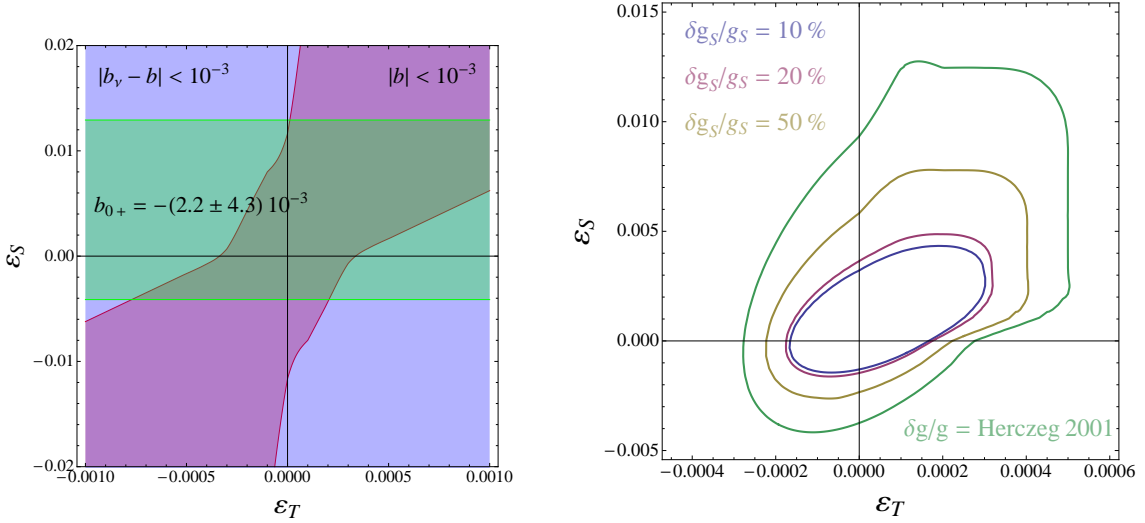 |b_ν − b| < 10^−3
|b| < 10^−3
b_0+ = −(2.2 ± 4.3) 10^−3
0.02
0.01
0.00
−0.01
−0.02
ε_S
−0.0010
−0.0005
0.0000
0.0005
0.0010
ε_T
δg_S/g_S = 10 %
δg_S/g_S = 20 %
δg_S/g_S = 50 %
δg/g = Herczeg 2001
0.015
0.010
0.005
0.000
−0.005
ε_S
−0.0004
−0.0002
0.0000
0.0002
0.0004
0.0006
ε_T